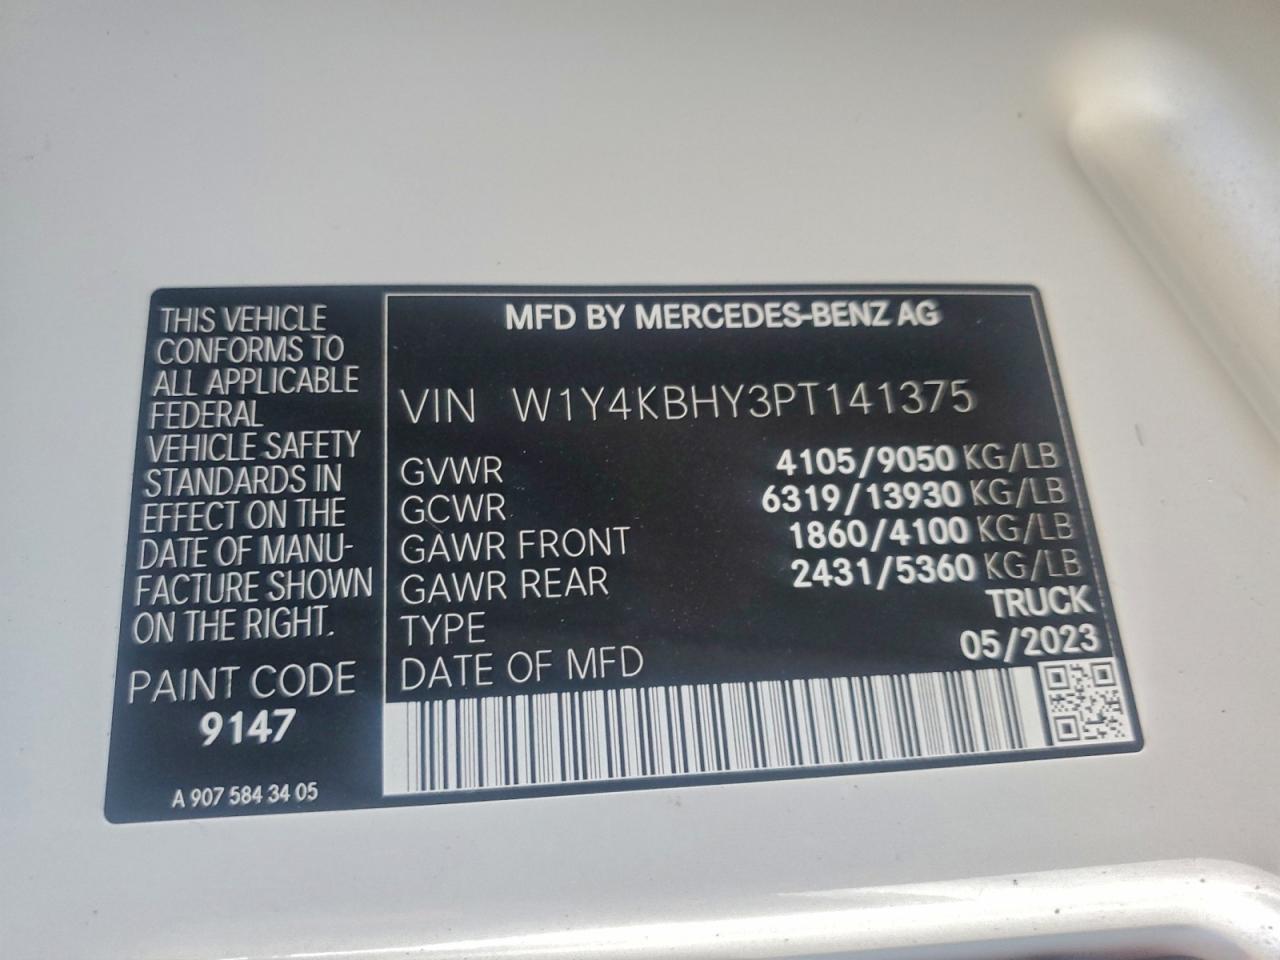 THIS VEHICLE
CONFORMS TO
ALL APPLICABLE
FEDERAL
VEHICLE SAFETY
STANDARDS IN
EFFECT ON THE
DATE OF MANU-
FACTURE SHOWN
ON THE RIGHT.
PAINT CODE
9147
A 907 584 34 05
MFD BY MERCEDES-BENZ AG
VIN W1Y4KBHY3PT141375
GVWR 4105/9050 KG/LB
GCWR 6319/13930 KG/LB
GAWR FRONT 1860/4100 KG/LB
GAWR REAR 2431/5360 KG/LB
TYPE TRUCK
DATE OF MFD 05/2023